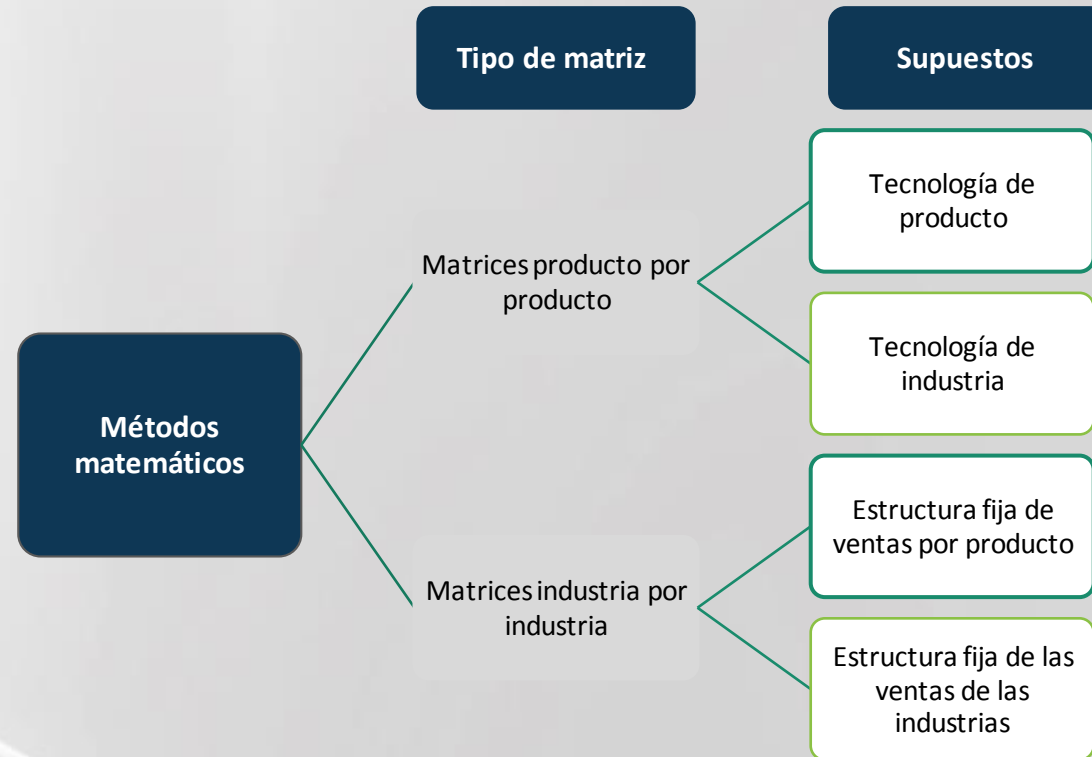 Tipo de matriz
Supuestos
Tecnología de
producto
Matrices producto por
producto
Tecnología de
industria
Métodos
matemáticos
Estructura fija de
ventas por producto
Matrices industria por
industria
Estructura fija de las
ventas de las
industrias